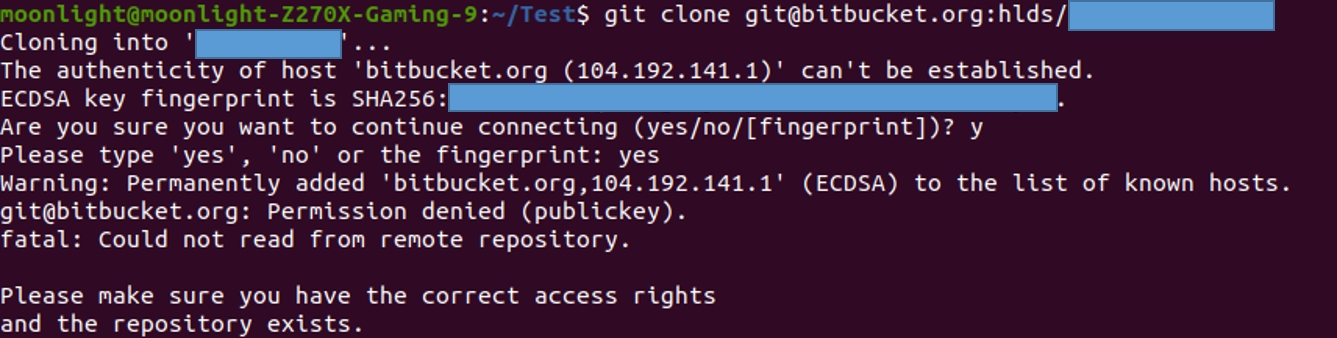 moonlight@moonlight-Z270X-Gaming-9:~/Test$ git clone git@bitbucket.org:hlds/
Cloning into ' '...
The authenticity of host 'bitbucket.org (104.192.141.1)' can't be established.
ECDSA key fingerprint is SHA256: .
Are you sure you want to continue connecting (yes/no/[fingerprint])? y
Please type 'yes', 'no' or the fingerprint: yes
Warning: Permanently added 'bitbucket.org,104.192.141.1' (ECDSA) to the list of known hosts.
git@bitbucket.org: Permission denied (publickey).
fatal: Could not read from remote repository.
Please make sure you have the correct access rights
and the repository exists.